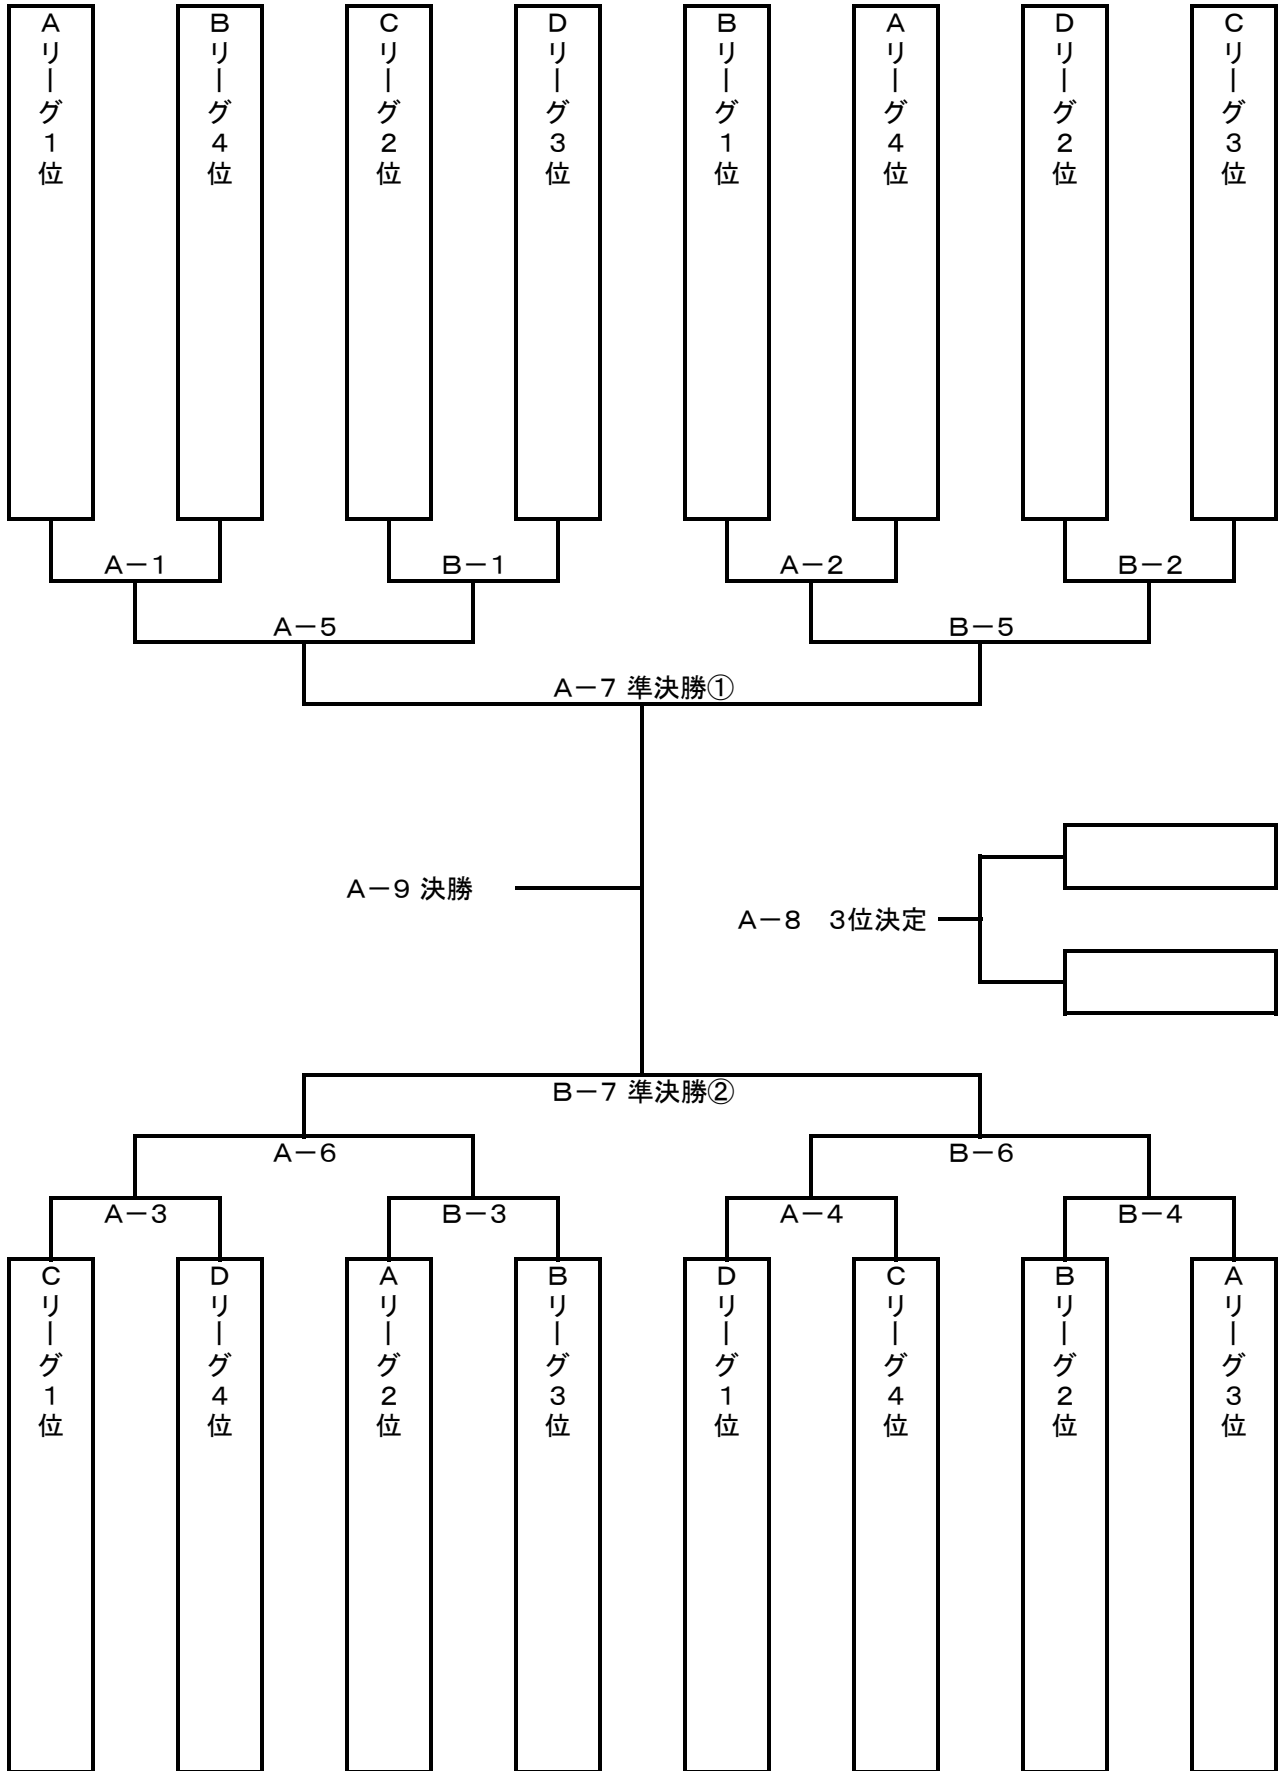 Aリーグ1位
Bリーグ4位
Cリーグ2位
Dリーグ3位
Bリーグ1位
Aリーグ4位
Dリーグ2位
Cリーグ3位
A－1
B－1
A－2
B－2
A－5
B－5
A－7 準決勝①
A－9 決勝
A－8　3位決定
B－7 準決勝②
A－6
B－6
A－3
B－3
A－4
B－4
Cリーグ1位
Dリーグ4位
Aリーグ2位
Bリーグ3位
Dリーグ1位
Cリーグ4位
Bリーグ2位
Aリーグ3位